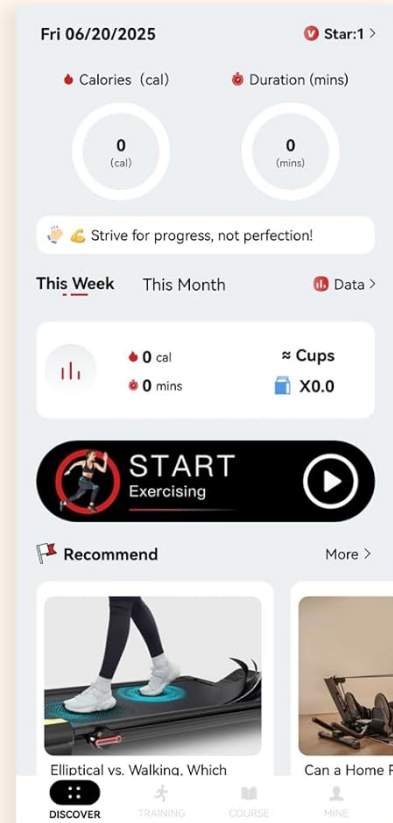 Fri 06/20/2025
Star:1 >
Calories (cal)
Duration (mins)
0
(cal)
0
(mins)
Strive for progress, not perfection!
This Week
This Month
Data >
0 cal
0 mins
≈ Cups
X0.0
START
Exercising
Recommend
More >
Elliptical vs. Walking, Which
Can a Home
DISCOVER
TRAINING
COURSE
MINE